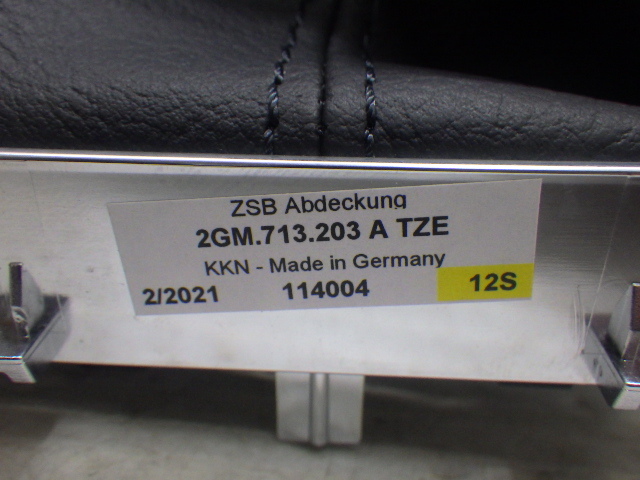 ZSB Abdeckung
2GM.713.203 A TZE
KKN - Made in Germany
2/2021 114004 12S